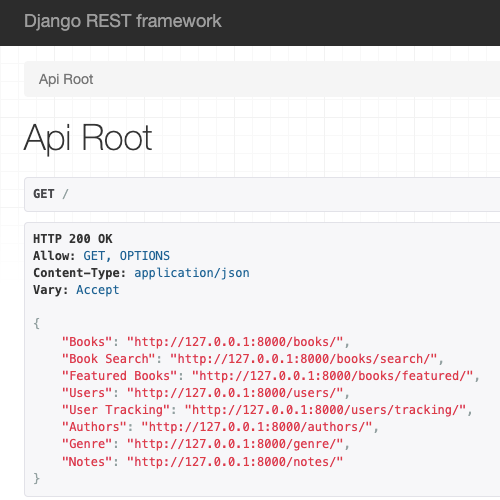 Django REST framework
Api Root
Api Root
GET /
HTTP 200 OK
Allow: GET, OPTIONS
Content-Type: application/json
Vary: Accept
{
    "Books": "http://127.0.0.1:8000/books/",
    "Book Search": "http://127.0.0.1:8000/books/search/",
    "Featured Books": "http://127.0.0.1:8000/books/featured/",
    "Users": "http://127.0.0.1:8000/users/",
    "User Tracking": "http://127.0.0.1:8000/users/tracking/",
    "Authors": "http://127.0.0.1:8000/authors/",
    "Genre": "http://127.0.0.1:8000/genre/",
    "Notes": "http://127.0.0.1:8000/notes/"
}